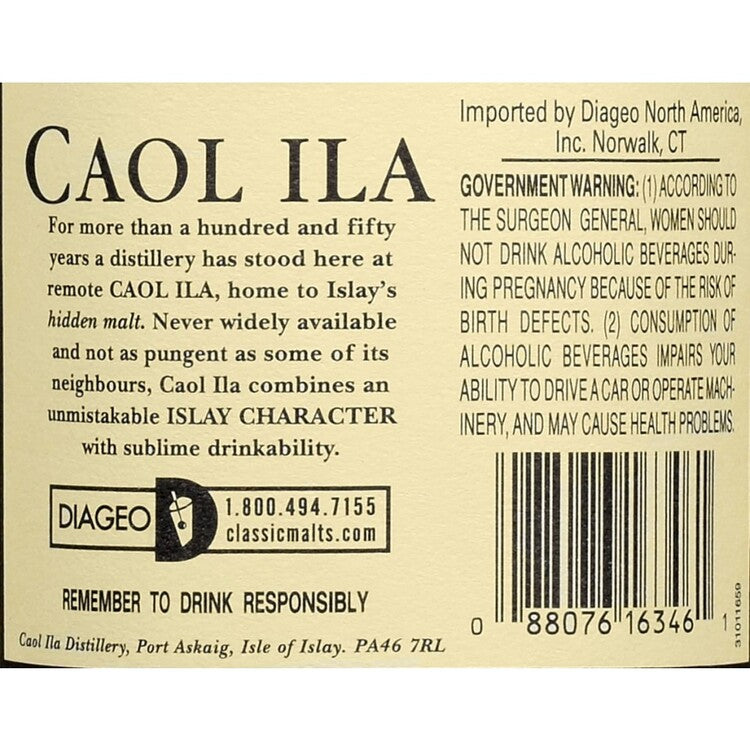 CAOL ILA
For more than a hundred and fifty
years a distillery has stood here at
remote CAOL ILA, home to Islay's
hidden malt. Never widely available
and not as pungent as some of its
neighbours, Caol Ila combines an
unmistakable ISLAY CHARACTER
with sublime drinkability.
DIAGEO
1.800.494.7155
classicmalts.com
REMEMBER TO DRINK RESPONSIBLY
Caol Ila Distillery, Port Askaig, Isle of Islay. PA46 7RL
Imported by Diageo North America,
Inc. Norwalk, CT
GOVERNMENT WARNING: (1) ACCORDING TO
THE SURGEON GENERAL, WOMEN SHOULD
NOT DRINK ALCOHOLIC BEVERAGES DUR-
ING PREGNANCY BECAUSE OF THE RISK OF
BIRTH DEFECTS. (2) CONSUMPTION OF
ALCOHOLIC BEVERAGES IMPAIRS YOUR
ABILITY TO DRIVE A CAR OR OPERATE MACH-
INERY, AND MAY CAUSE HEALTH PROBLEMS.
0 88076 16346 1
31011659